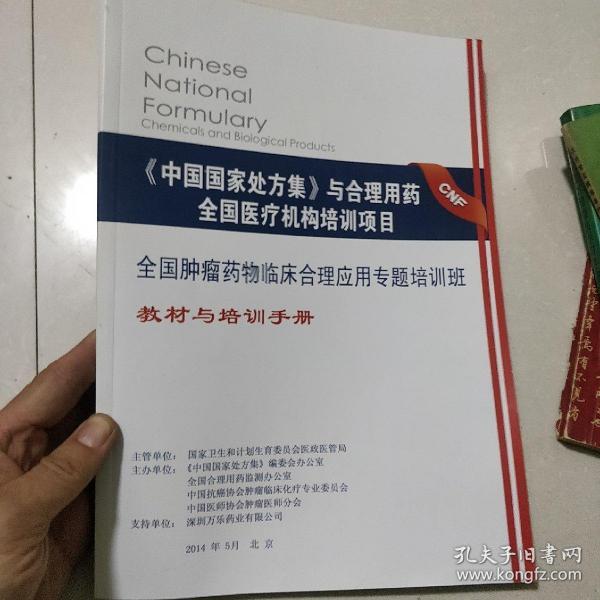 Chinese
National
Formulary
Chemicals and Biological Products
《中国国家处方集》与合理用药
全国医疗机构培训项目
CNF
全国肿瘤药物临床合理应用专题培训班
教材与培训手册
主管单位：国家卫生和计划生育委员会医政医管局
主办单位：《中国国家处方集》编委会办公室
全国合理用药监测办公室
中国抗癌协会肿瘤临床化疗专业委员会
中国医师协会肿瘤医师分会
支持单位：深圳万乐药业有限公司
2014 年 5月 北 京
孔夫子旧书网
www.kongfz.com